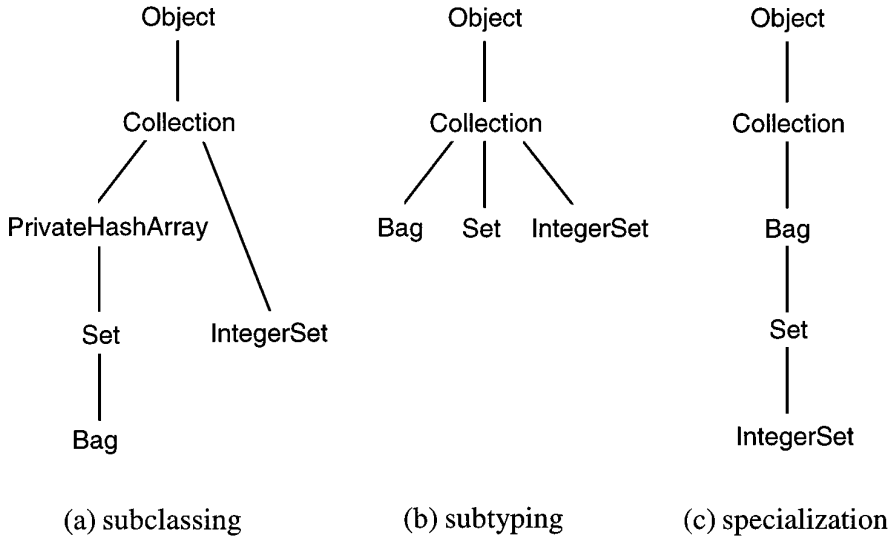 Object
Collection
PrivateHashArray
Set
IntegerSet
Bag
(a) subclassing
Object
Collection
Bag
Set
IntegerSet
(b) subtyping
Object
Collection
Bag
Set
IntegerSet
(c) specialization